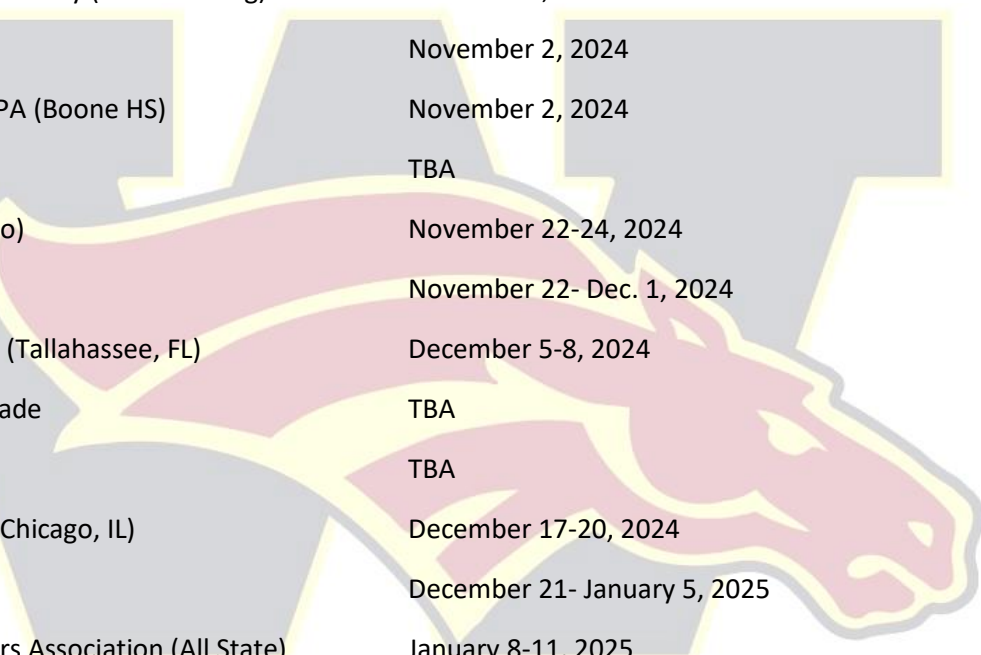 November 2, 2024
PA (Boone HS) November 2, 2024
TBA
o) November 22-24, 2024
November 22- Dec. 1, 2024
(Tallahassee, FL) December 5-8, 2024
ade TBA
TBA
Chicago, IL) December 17-20, 2024
December 21- January 5, 2025
rs Association (All State) January 8-11, 2025